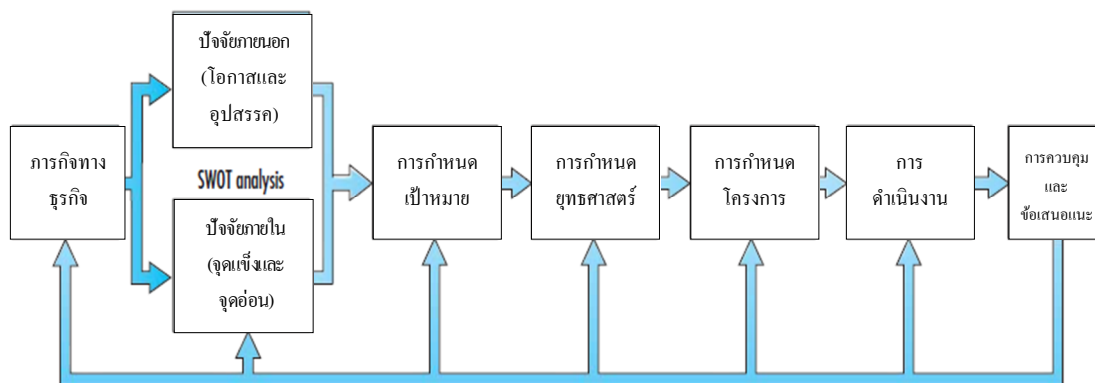 ภารกิจทาง
ธุรกิจ
ปัจจัยภายนอก
(โอกาสและ
อุปสรรค)
SWOT analysis
ปัจจัยภายใน
(จุดแข็งและ
จุดอ่อน)
การกำหนด
เป้าหมาย
การกำหนด
ยุทธศาสตร์
การกำหนด
โครงการ
การ
ดำเนินงาน
การควบคุม
และ
ข้อเสนอแนะ